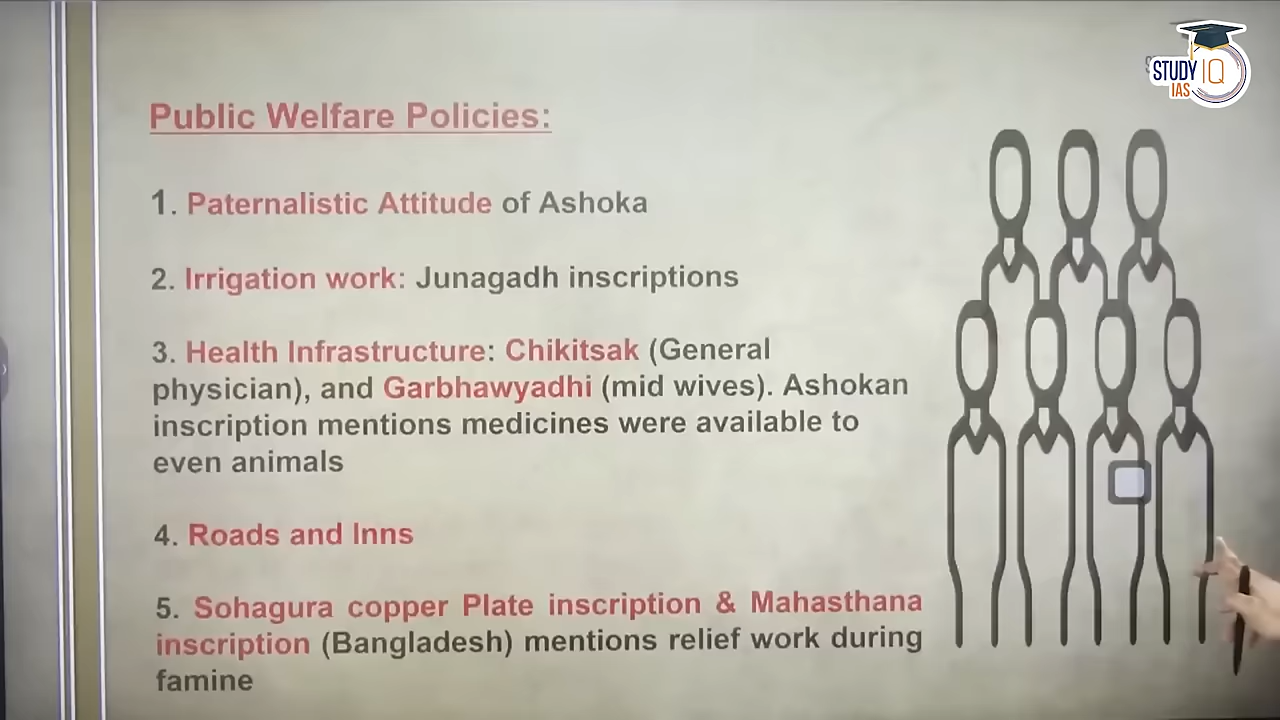 STUDY IQ
IAS
Public Welfare Policies:
1. Paternalistic Attitude of Ashoka
2. Irrigation work: Junagadh inscriptions
3. Health Infrastructure: Chikitsak (General
physician), and Garbhawyadhi (mid wives). Ashokan
inscription mentions medicines were available to
even animals
4. Roads and Inns
5. Sohagura copper Plate inscription & Mahasthana
inscription (Bangladesh) mentions relief work during
famine